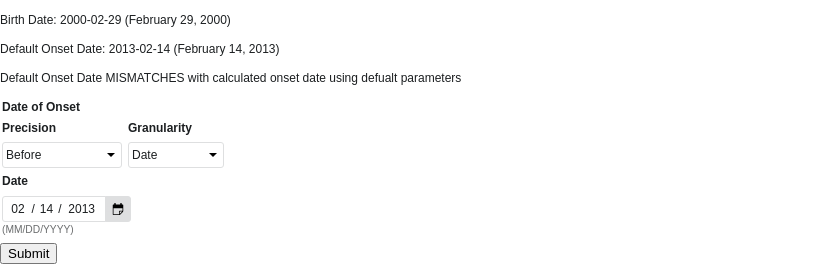 Birth Date: 2000-02-29 (February 29, 2000)
Default Onset Date: 2013-02-14 (February 14, 2013)
Default Onset Date MISMATCHES with calculated onset date using defualt parameters
Date of Onset
Precision Granularity
Before Date
Date
02 / 14 / 2013
(MM/DD/YYYY)
Submit